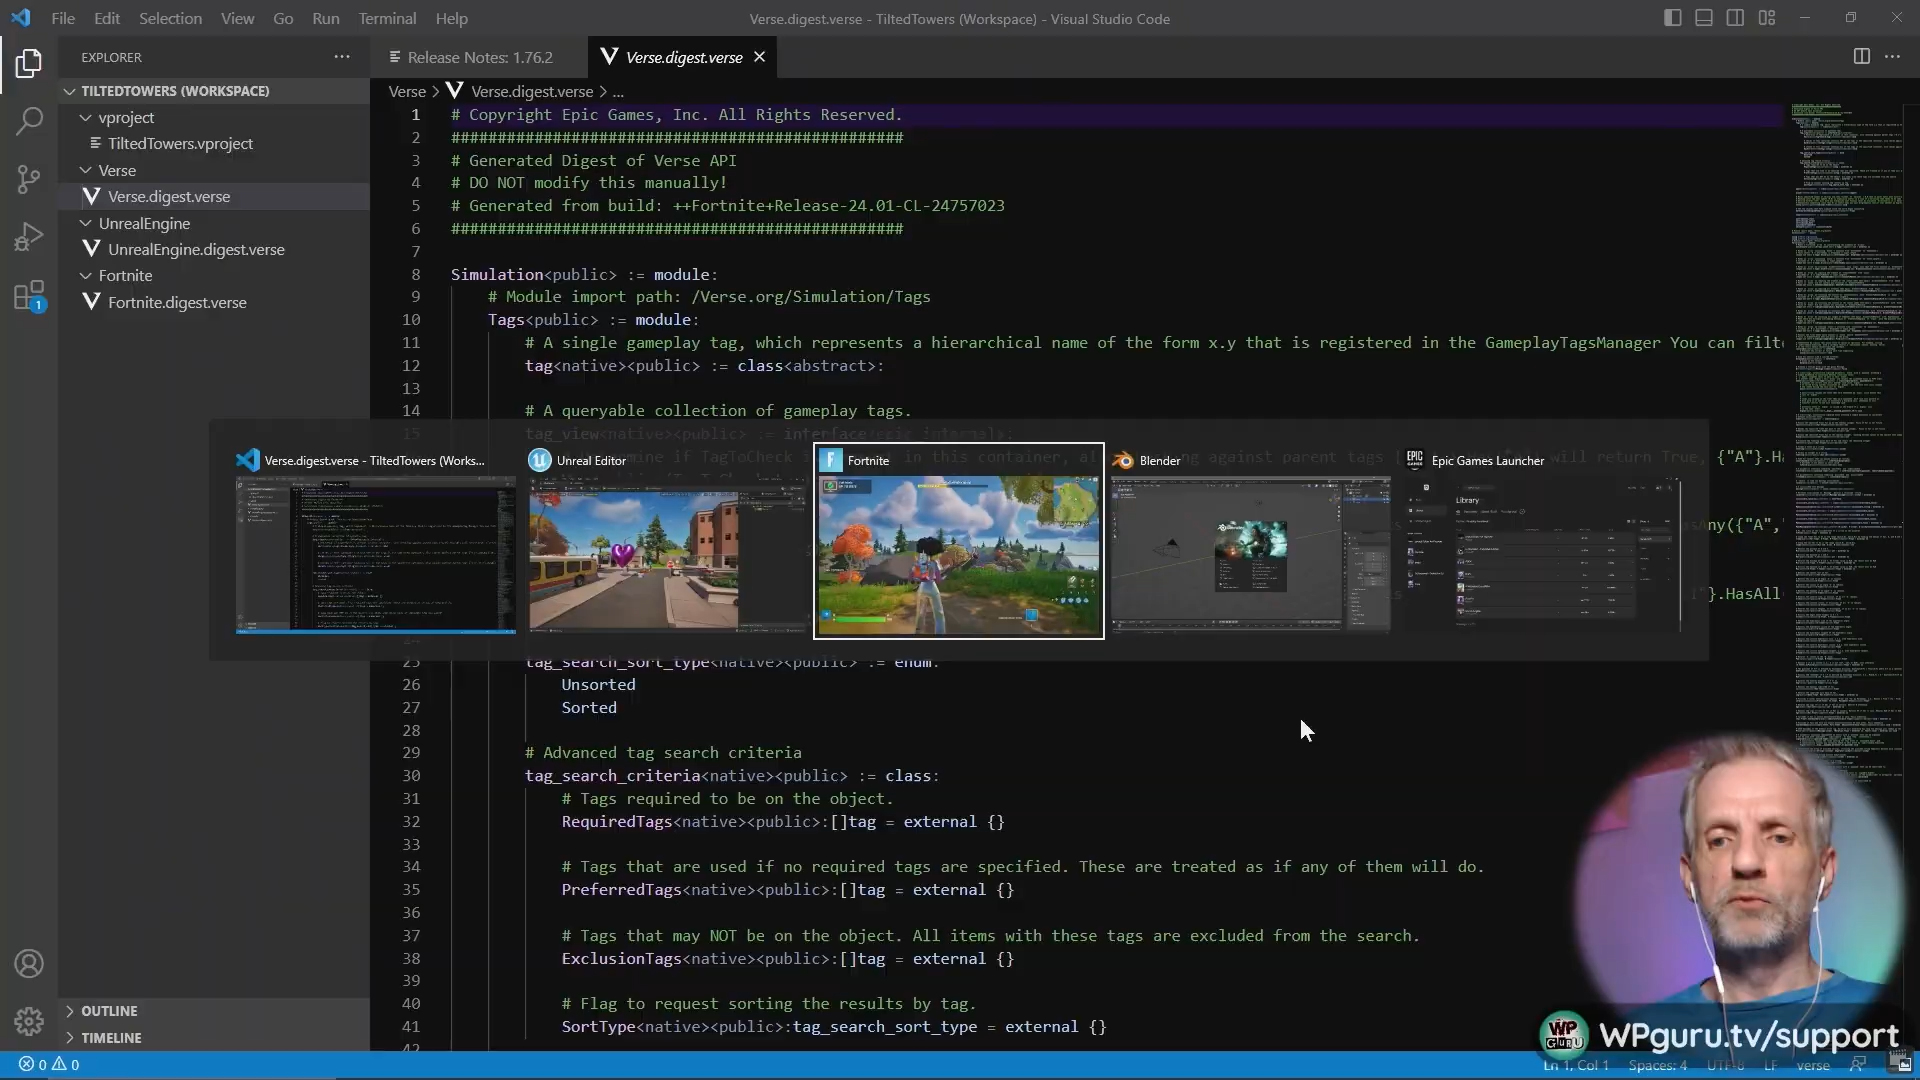 File Edit Selection View Go Run Terminal Help
Verse.digest.verse - TiltedTowers (Workspace) - Visual Studio Code
EXPLORER
Release Notes: 1.76.2
Verse.digest.verse
TILTEDTOWERS (WORKSPACE)
vproject
TiltedTowers.vproject
Verse
Verse.digest.verse
UnrealEngine
UnrealEngine.digest.verse
Fortnite
Fortnite.digest.verse
1
Verse > Verse.digest.verse > ...
1 # Copyright Epic Games, Inc. All Rights Reserved.
2 #################################################
3 # Generated Digest of Verse API
4 # DO NOT modify this manually!
5 # Generated from build: ++Fortnite+Release-24.01-CL-24757023
6 #################################################
7
8 Simulation<public> := module:
9 # Module import path: /Verse.org/Simulation/Tags
10 Tags<public> := module:
11 # A single gameplay tag, which represents a hierarchical name of the form x.y that is registered in the GameplayTagsManager You can filt
12 tag<native><public> := class<abstract>:
13
14 # A queryable collection of gameplay tags.
15 tag_view<native><public> := interface<epic_internal>:
Verse.digest.verse - TiltedTowers (Works...
Unreal Editor
Fortnite
Blender
Epic Games Launcher
Library
will return True, {"A"}.Ha
ny({"A",
}.HasAll
25 tag_search_sort_type<native><public> := enum:
26 Unsorted
27 Sorted
28
29 # Advanced tag search criteria
30 tag_search_criteria<native><public> := class:
31 # Tags required to be on the object.
32 RequiredTags<native><public>:[]tag = external {}
33
34 # Tags that are used if no required tags are specified. These are treated as if any of them will do.
35 PreferredTags<native><public>:[]tag = external {}
36
37 # Tags that may NOT be on the object. All items with these tags are excluded from the search.
38 ExclusionTags<native><public>:[]tag = external {}
39
40 # Flag to request sorting the results by tag.
41 SortType<native><public>:tag_search_sort_type = external {}
42
OUTLINE
TIMELINE
0 0
WP GURU
WPguru.tv/support
Ln 1, Col 1 Spaces: 4 UTF-8 LF verse